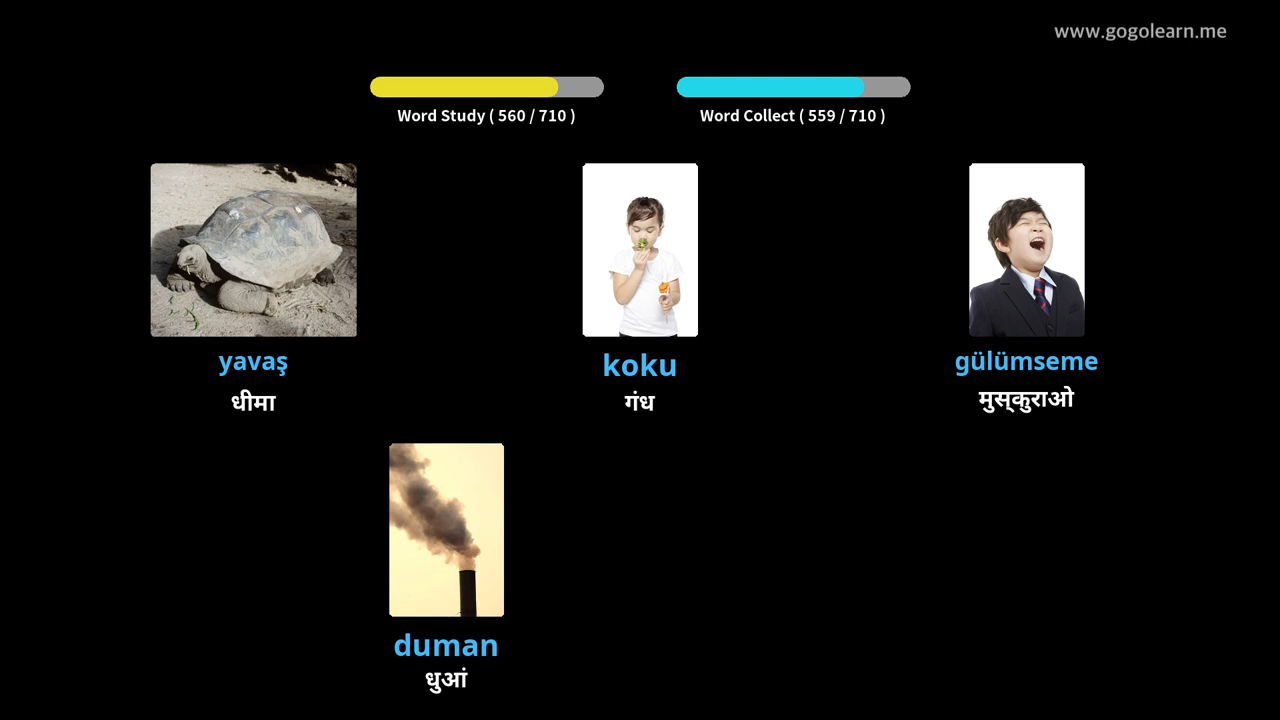 www.gogolearn.me
Word Study ( 560 / 710 )
Word Collect ( 559 / 710 )
yavaş
धीमा
koku
गंध
gülümseme
मुस्कुराओ
duman
धुआं